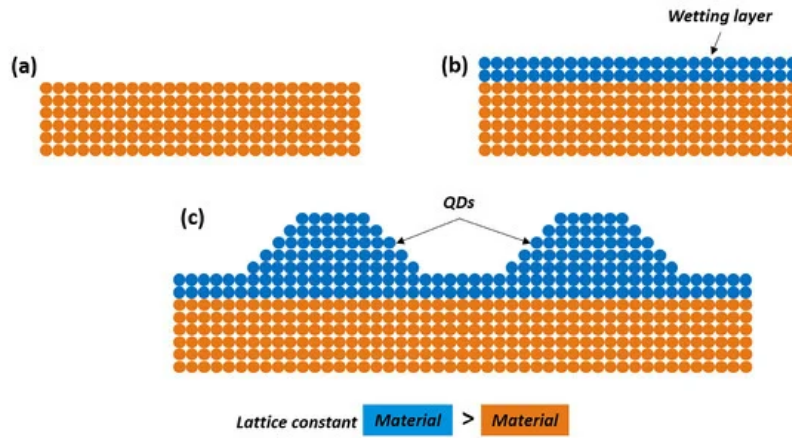 Wetting layer
(a)
(b)
(c)
QDs
Lattice constant Material > Material